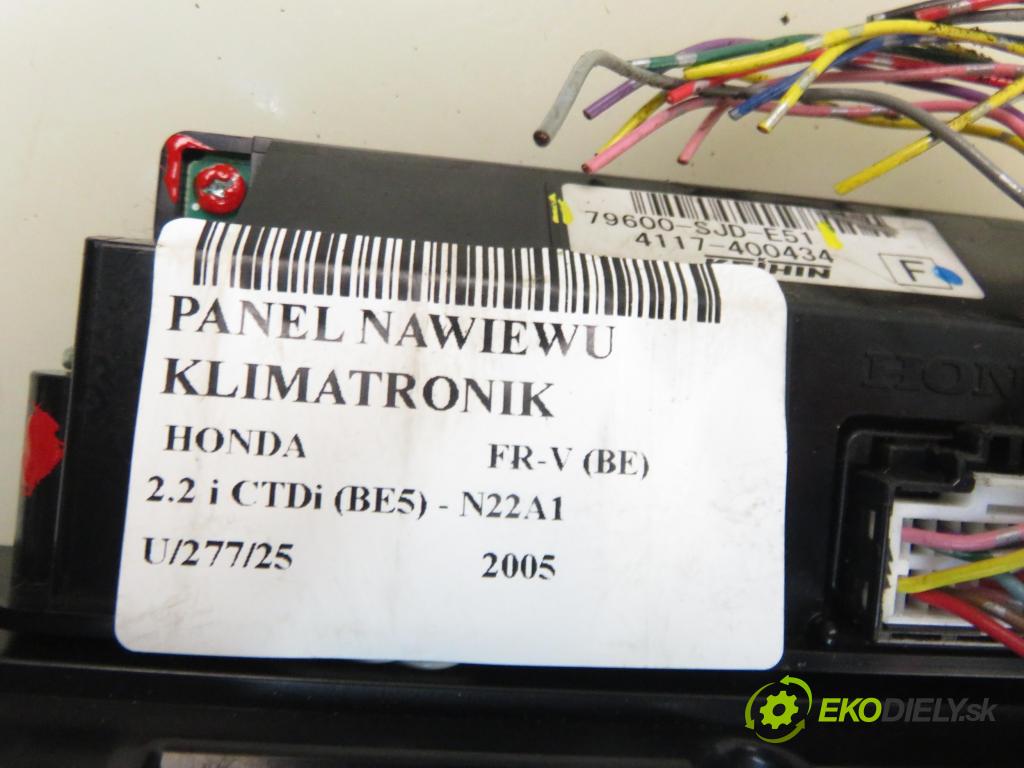 79600-SJD-E51
4117-400434
KEIHIN
F
PANEL NAWIEWU
KLIMATRONIK
HONDA FR-V (BE)
2.2 i CTDi (BE5) - N22A1
U/277/25 2005
EKODIELY.sk